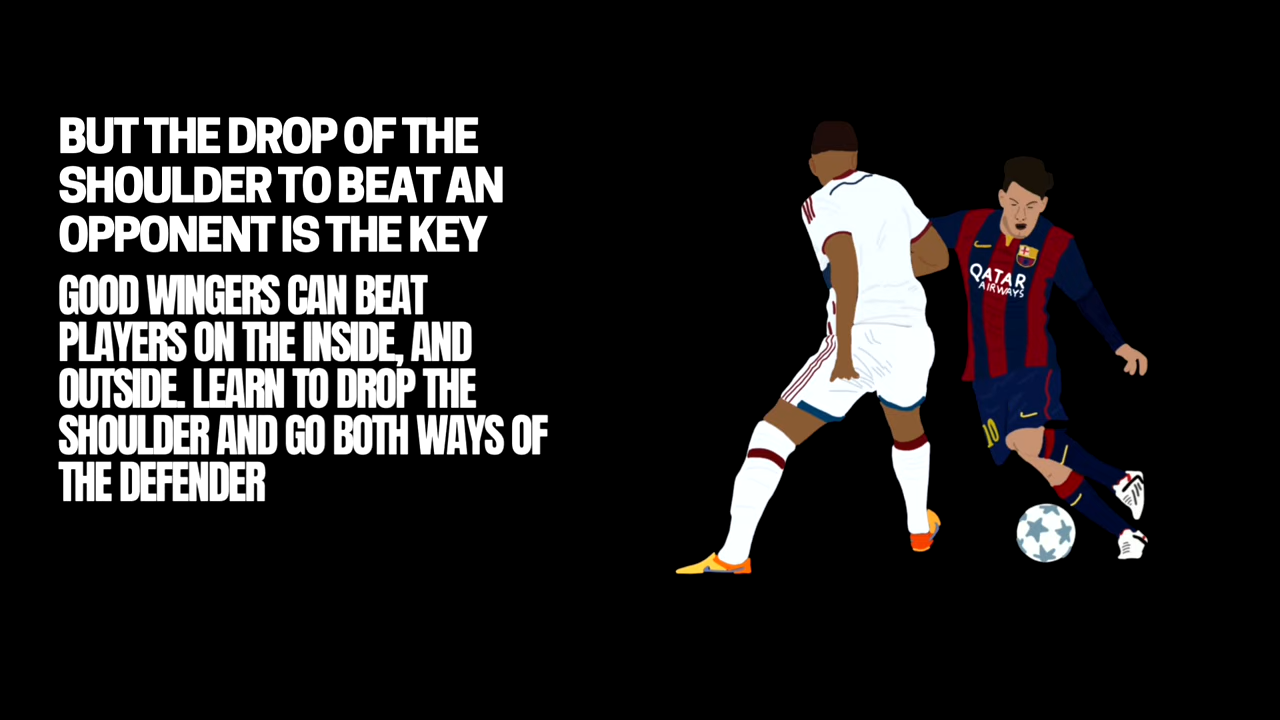 BUT THE DROP OF THE
SHOULDER TO BEAT AN
OPPONENT IS THE KEY
GOOD WINGERS CAN BEAT
PLAYERS ON THE INSIDE, AND
OUTSIDE. LEARN TO DROP THE
SHOULDER AND GO BOTH WAYS OF
THE DEFENDER
QATAR
AIRWAYS
10